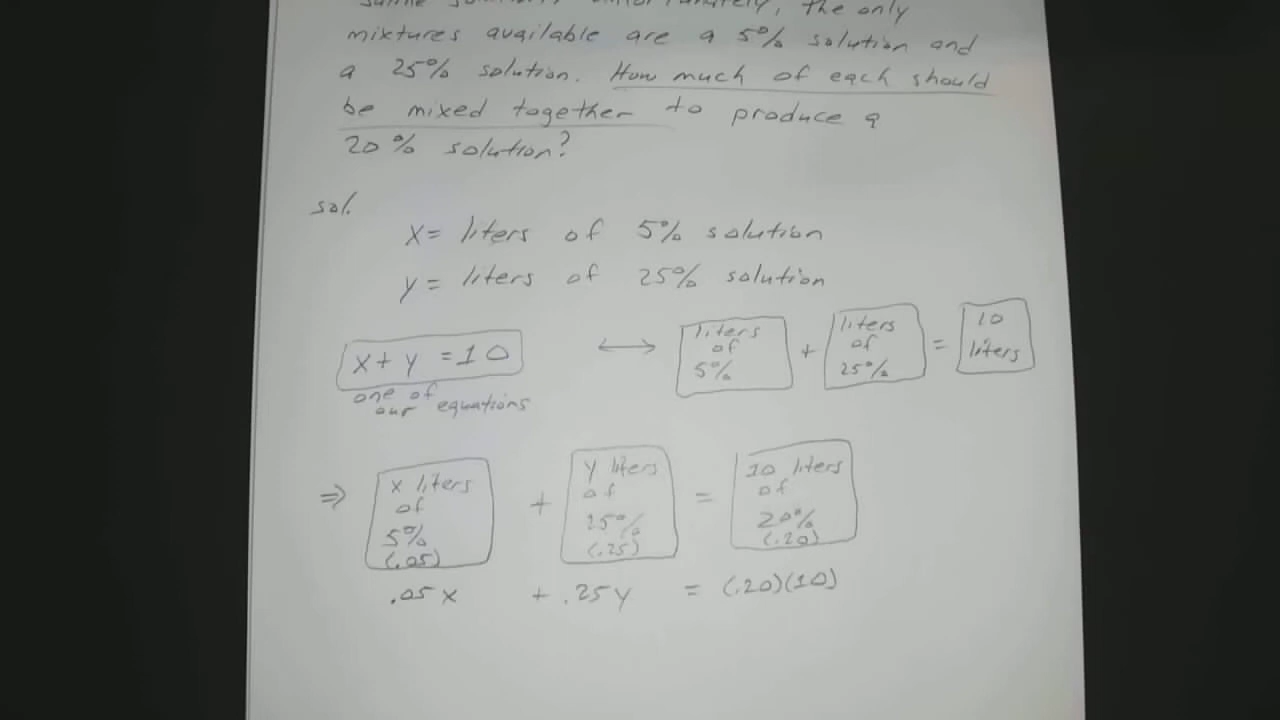 the only
mixtures available are a 5% solution and
a 25% solution. How much of each should
be mixed together to produce a
20% solution?
sol.
x = liters of 5% solution
y = liters of 25% solution
x + y = 10
one of
our equations
liters
of
5%
+
liters
of
25%
=
10
liters
⇒
x liters
of
5%
(.05)
+
y liters
of
25%
(.25)
=
10 liters
of
20%
(.20)
.05x + .25y = (.20)(10)